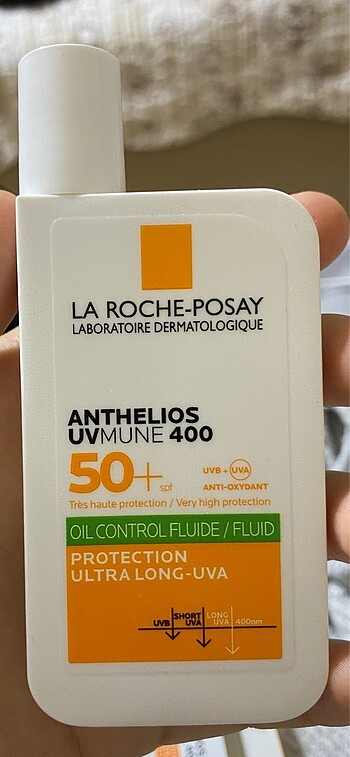 LA ROCHE-POSAY
LABORATOIRE DERMATOLOGIQUE
ANTHELIOS
UVMUNE 400
50+ spf
UVB + UVA
ANTI-OXYDANT
Très haute protection / Very high protection
OIL CONTROL FLUIDE / FLUID
PROTECTION
ULTRA LONG-UVA
UVB
SHORT UVA
LONG UVA
400nm